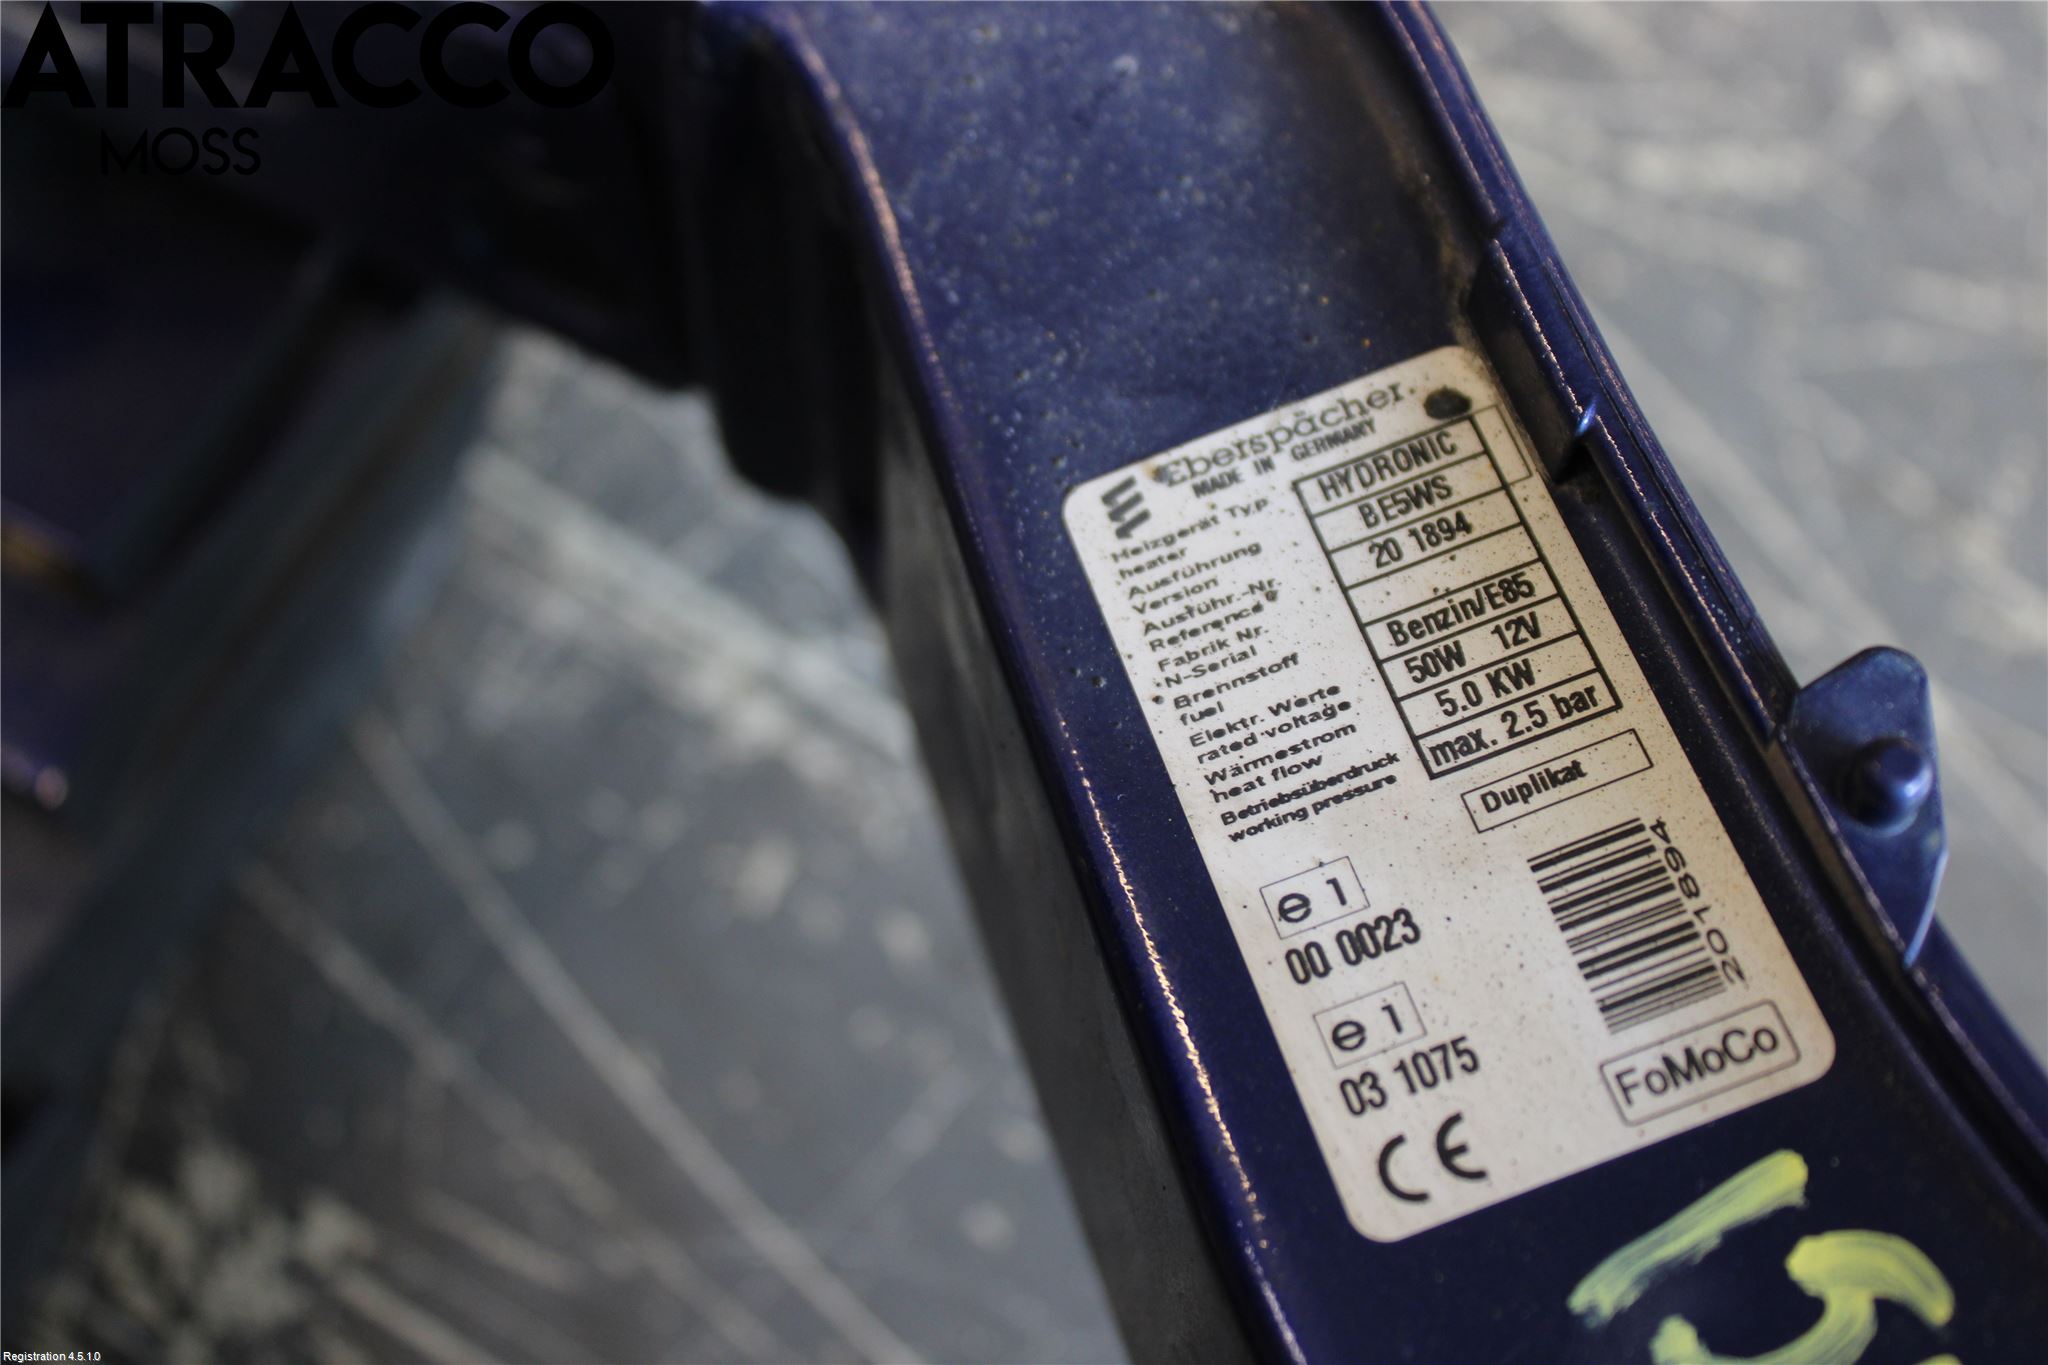 ATRACCO
MOSS
Eberspächer.
MADE IN GERMANY
Heizgerät Typ
heater
HYDRONIC
Ausführung
Version
BE5WS
Ausführ.-Nr.
Reference
20 1894
Fabrik Nr.
N-Serial
Brennstoff
fuel
Benzin/E85
Elektr. Werte
rated voltage
50W 12V
Wärmestrom
heat flow
5.0 KW
Betriebsüberdruck
working pressure
max. 2.5 bar
Duplikat
e 1
00 0023
e 1
03 1075
CE
201894
FoMoCo
Registration 4.5.1.0